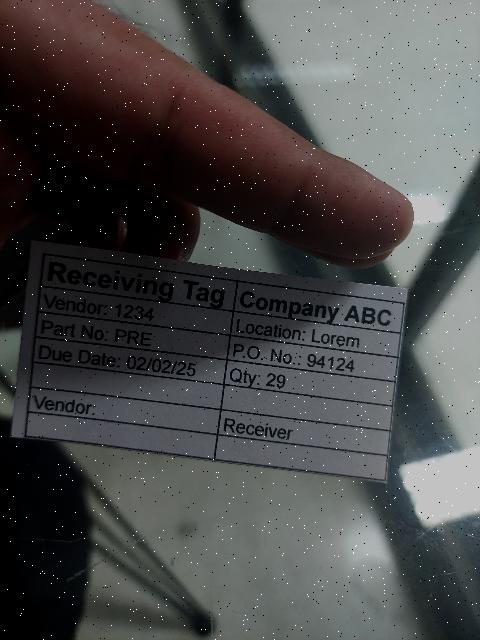 Receiving Tag
Company ABC
Vendor: 1234
Location: Lorem
Part No: PRE
P.O. No.: 94124
Due Date: 02/02/25
Qty: 29
Vendor:
Receiver